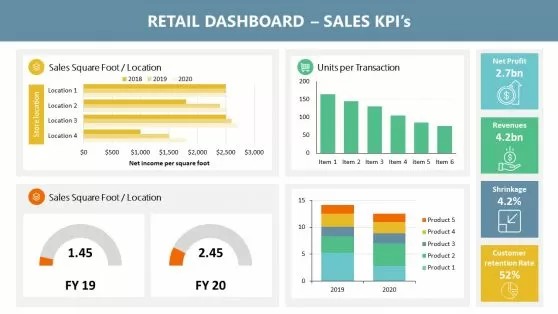 RETAIL DASHBOARD – SALES KPI's
Sales Square Foot / Location
2018 2019 2020
Store location
Location 1
Location 2
Location 3
Location 4
$0 $500 $1,000 $1,500 $2,000 $2,500 $3,000
Net income per square foot
Units per Transaction
200
150
100
50
0
Item 1 Item 2 Item 3 Item 4 Item 5 Item 6
Net Profit
2.7bn
Revenues
4.2bn
Shrinkage
4.2%
Customer
retention Rate
52%
Sales Square Foot / Location
1.45
FY 19
2.45
FY 20
15
10
5
0
2019 2020
Product 5
Product 4
Product 3
Product 2
Product 1